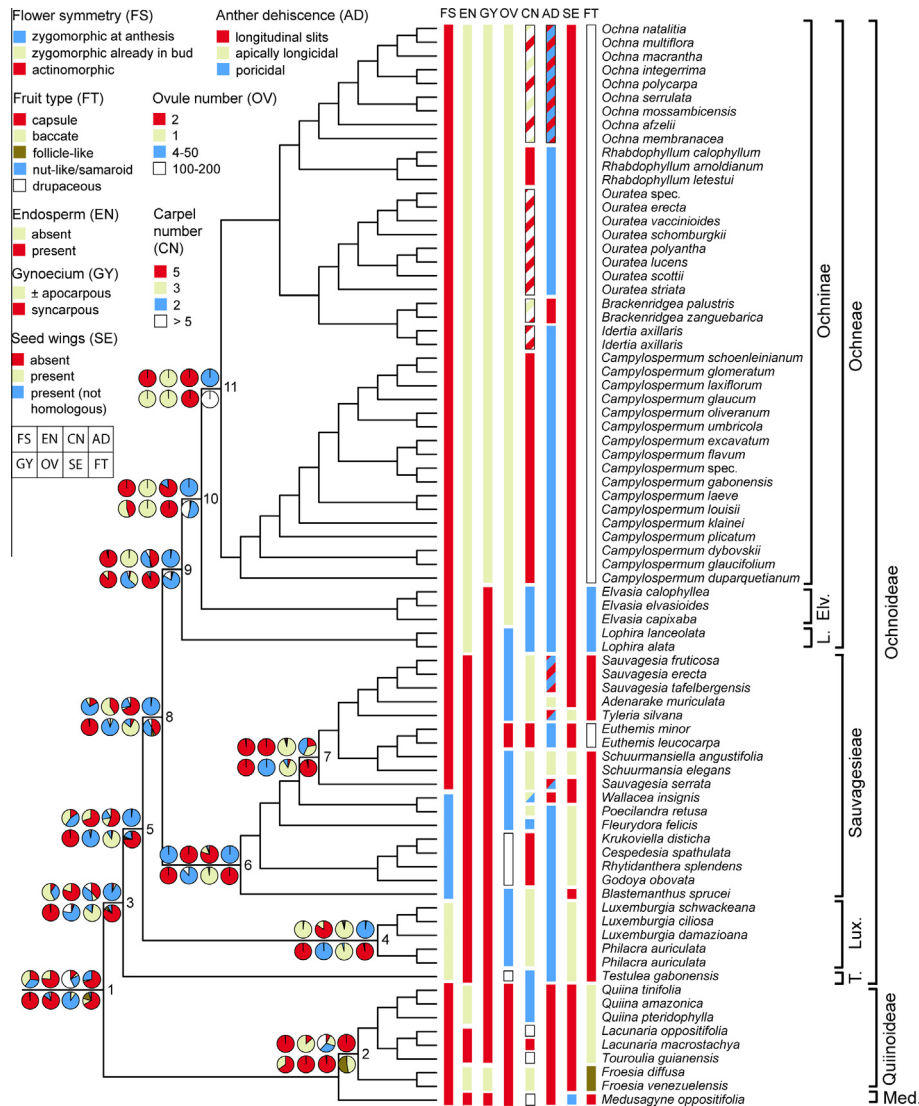 Flower symmetry (FS)
zygomorphic at anthesis
zygomorphic already in bud
actinomorphic
Anther dehiscence (AD)
longitudinal slits
apically longicidal
poricidal
Fruit type (FT)
capsule
baccate
follicle-like
nut-like/samaroid
drupaceous
Ovule number (OV)
2
1
4-50
100-200
Endosperm (EN)
absent
present
Carpel
number
(CN)
5
3
2
> 5
Gynoecium (GY)
± apocarpous
syncarpous
Seed wings (SE)
absent
present
present (not
homologous)
FS EN CN AD
GY OV SE FT
FS EN GY OV CN AD SE FT
Ochna natalitia
Ochna multiflora
Ochna macrantha
Ochna integerrima
Ochna polycarpa
Ochna serrulata
Ochna mossambicensis
Ochna afzelii
Ochna membranacea
Rhabdophyllum calophyllum
Rhabdophyllum arnoldianum
Rhabdophyllum letestui
Ouratea spec.
Ouratea erecta
Ouratea vaccinioides
Ouratea schomburgkii
Ouratea polyantha
Ouratea lucens
Ouratea scottii
Ouratea striata
Brackenridgea palustris
Brackenridgea zanguebarica
Idertia axillaris
Idertia axillaris
Campylospermum schoenleinianum
Campylospermum glomeratum
Campylospermum laxiflorum
Campylospermum glaucum
Campylospermum oliveranum
Campylospermum umbricola
Campylospermum excavatum
Campylospermum flavum
Campylospermum spec.
Campylospermum gabonensis
Campylospermum laeve
Campylospermum louisii
Campylospermum klainei
Campylospermum plicatum
Campylospermum dybovskii
Campylospermum glaucifolium
Campylospermum duparquetianum
Elvasia calophyllea
Elvasia elvasioides
Elvasia capixaba
Lophira lanceolata
Lophira alata
Sauvagesia fruticosa
Sauvagesia erecta
Sauvagesia tafelbergensis
Adenarake muriculata
Tyleria silvana
Euthemis minor
Euthemis leucocarpa
Schuurmansiella angustifolia
Schuurmansia elegans
Sauvagesia serrata
Wallacea insignis
Poecilandra retusa
Fleurydora felicis
Krukoviella disticha
Cespedesia spathulata
Rhytidanthera splendens
Godoya obovata
Blastemanthus sprucei
Luxemburgia schwackeana
Luxemburgia ciliosa
Luxemburgia damazioana
Philacra auriculata
Philacra auriculata
Testulea gabonensis
Quiina tinifolia
Quiina amazonica
Quiina pteridophylla
Lacunaria oppositifolia
Lacunaria macrostachya
Touroulia guianensis
Froesia diffusa
Froesia venezuelensis
Medusagyne oppositifolia
11
10
9
8
7
5
6
3
4
1
2
Ochninae
Elv.
L.
Ochneae
Sauvagesieae
Lux.
T.
Ochnoideae
Quiinoideae
Med